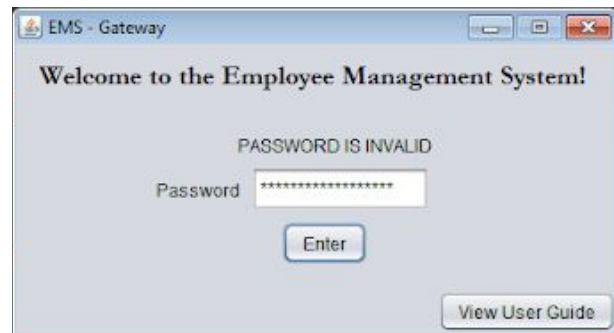 EMS - Gateway
Welcome to the Employee Management System!
PASSWORD IS INVALID
Password ******************
Enter
View User Guide